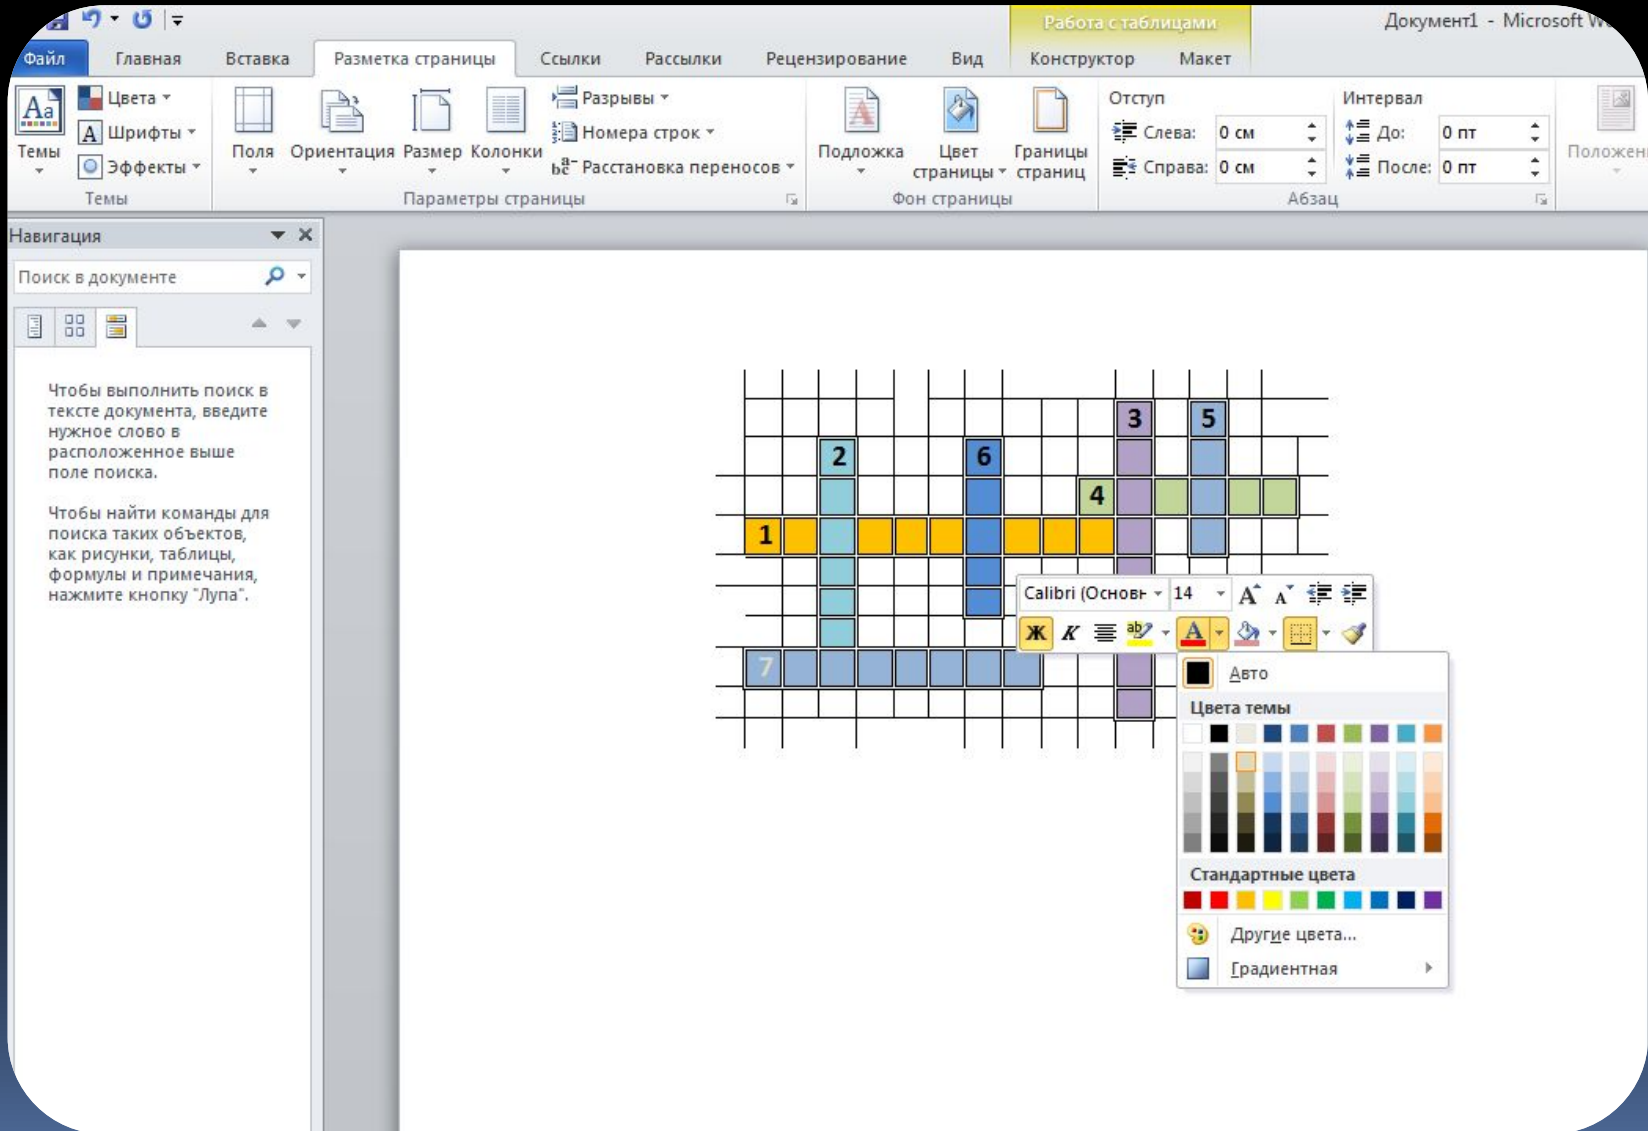 Работа с таблицами
Документ1 - Microsoft
Файл Главная Вставка Разметка страницы Ссылки Рассылки Рецензирование Вид Конструктор Макет
Aa Темы
Цвета
A Шрифты
Эффекты
Темы
Поля Ориентация Размер Колонки
Разрывы
Номера строк
Расстановка переносов
Параметры страницы
Подложка Цвет страницы Границы страниц
Фон страницы
Отступ
Слева: 0 см
Справа: 0 см
Интервал
До: 0 пт
После: 0 пт
Абзац
Навигация
Поиск в документе
Чтобы выполнить поиск в
тексте документа, введите
нужное слово в
расположенное выше
поле поиска.
Чтобы найти команды для
поиска таких объектов,
как рисунки, таблицы,
формулы и примечания,
нажмите кнопку "Лупа".
3 5
2 6
4
1
7
Calibri (Основн 14
Ж К
Авто
Цвета темы
Стандартные цвета
Другие цвета...
Градиентная